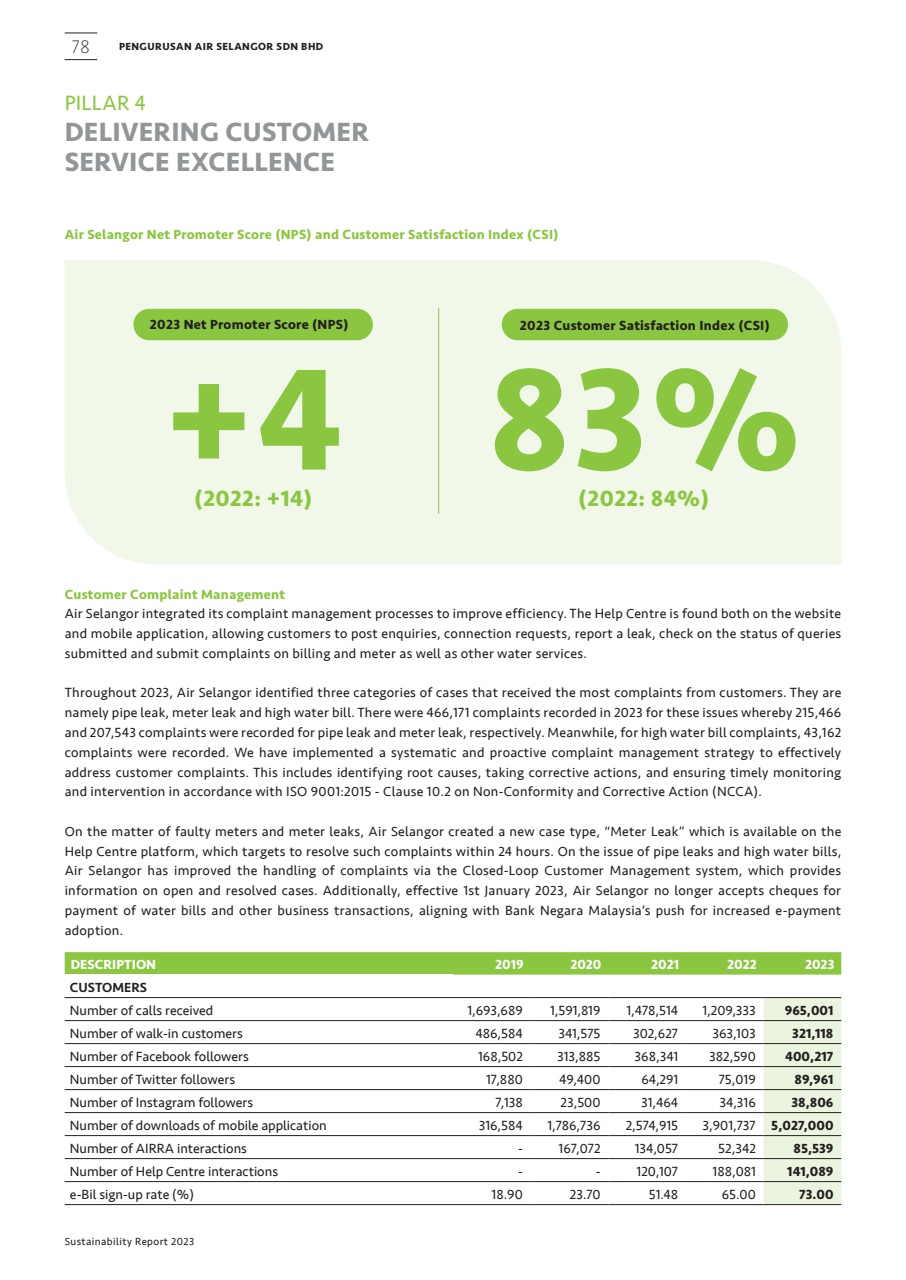 78
PENGURUSAN AIR SELANGOR SDN BHD
PILLAR 4
DELIVERING CUSTOMER
SERVICE EXCELLENCE
Air Selangor Net Promoter Score (NPS) and Customer Satisfaction Index (CSI)
2023 Net Promoter Score (NPS)
+4
(2022: +14)
2023 Customer Satisfaction Index (CSI)
83%
(2022: 84%)
Customer Complaint Management
Air Selangor integrated its complaint management processes to improve efficiency. The Help Centre is found both on the website
and mobile application, allowing customers to post enquiries, connection requests, report a leak, check on the status of queries
submitted and submit complaints on billing and meter as well as other water services.
Throughout 2023, Air Selangor identified three categories of cases that received the most complaints from customers. They are
namely pipe leak, meter leak and high water bill. There were 466,171 complaints recorded in 2023 for these issues whereby 215,466
and 207,543 complaints were recorded for pipe leak and meter leak, respectively. Meanwhile, for high water bill complaints, 43,162
complaints were recorded. We have implemented a systematic and proactive complaint management strategy to effectively
address customer complaints. This includes identifying root causes, taking corrective actions, and ensuring timely monitoring
and intervention in accordance with ISO 9001:2015 - Clause 10.2 on Non-Conformity and Corrective Action (NCCA).
On the matter of faulty meters and meter leaks, Air Selangor created a new case type, “Meter Leak” which is available on the
Help Centre platform, which targets to resolve such complaints within 24 hours. On the issue of pipe leaks and high water bills,
Air Selangor has improved the handling of complaints via the Closed-Loop Customer Management system, which provides
information on open and resolved cases. Additionally, effective 1st January 2023, Air Selangor no longer accepts cheques for
payment of water bills and other business transactions, aligning with Bank Negara Malaysia’s push for increased e-payment
adoption.
DESCRIPTION 2019 2020 2021 2022 2023
CUSTOMERS
Number of calls received 1,693,689 1,591,819 1,478,514 1,209,333 965,001
Number of walk-in customers 486,584 341,575 302,627 363,103 321,118
Number of Facebook followers 168,502 313,885 368,341 382,590 400,217
Number of Twitter followers 17,880 49,400 64,291 75,019 89,961
Number of Instagram followers 7,138 23,500 31,464 34,316 38,806
Number of downloads of mobile application 316,584 1,786,736 2,574,915 3,901,737 5,027,000
Number of AIRRA interactions - 167,072 134,057 52,342 85,539
Number of Help Centre interactions - - 120,107 188,081 141,089
e-Bil sign-up rate (%) 18.90 23.70 51.48 65.00 73.00
Sustainability Report 2023